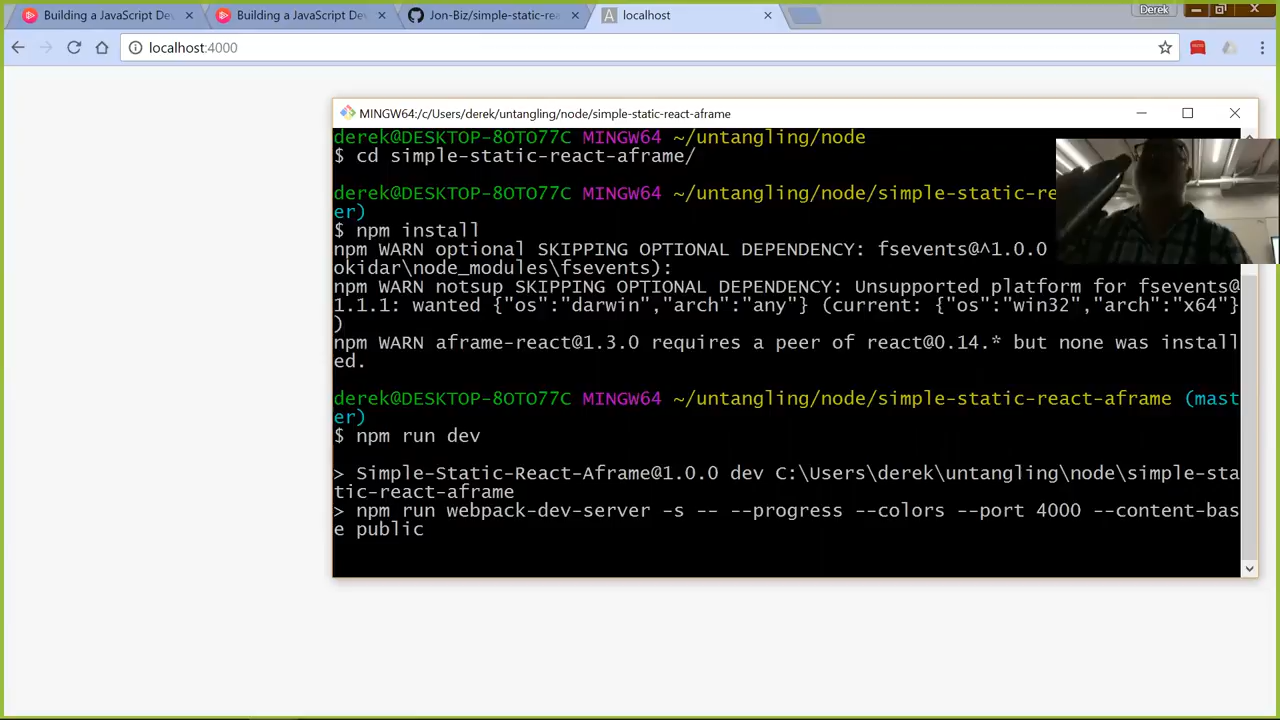 Building a JavaScript De
Building a JavaScript Dev
Jon-Biz/simple-static-rea
localhost
Derek
localhost:4000
MINGW64:/c/Users/derek/untangling/node/simple-static-react-aframe
derek@DESKTOP-8OTO77C MINGW64 ~/untangling/node
$ cd simple-static-react-aframe/
derek@DESKTOP-8OTO77C MINGW64 ~/untangling/node/simple-static-re
er)
$ npm install
npm WARN optional SKIPPING OPTIONAL DEPENDENCY: fsevents@^1.0.0
okidar\node_modules\fsevents):
npm WARN notsup SKIPPING OPTIONAL DEPENDENCY: Unsupported platform for fsevents@
1.1.1: wanted {"os":"darwin","arch":"any"} (current: {"os":"win32","arch":"x64"}
)
npm WARN aframe-react@1.3.0 requires a peer of react@0.14.* but none was install
ed.
derek@DESKTOP-8OTO77C MINGW64 ~/untangling/node/simple-static-react-aframe (mast
er)
$ npm run dev
> Simple-Static-React-Aframe@1.0.0 dev C:\Users\derek\untangling\node\simple-sta
tic-react-aframe
> npm run webpack-dev-server -s -- --progress --colors --port 4000 --content-bas
e public